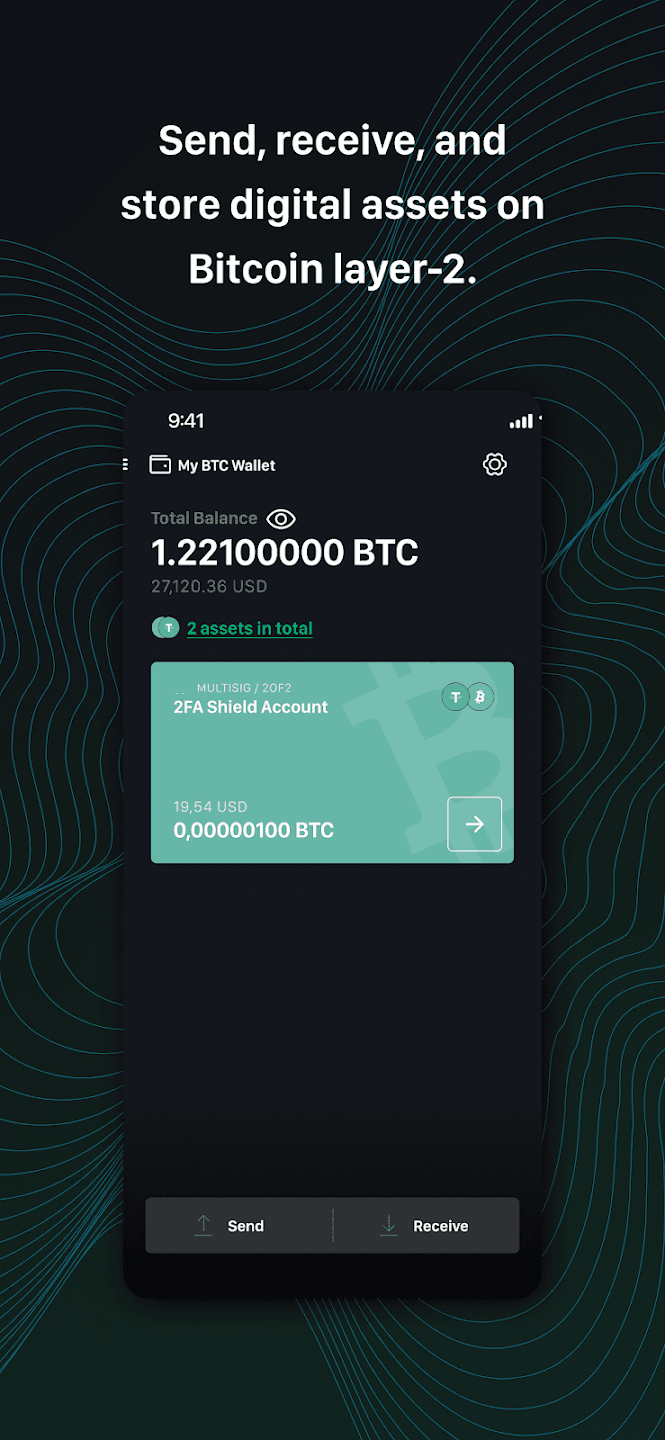 Send, receive, and
store digital assets on
Bitcoin layer-2.
9:41
My BTC Wallet
Total Balance
1.22100000 BTC
27,120.36 USD
T 2 assets in total
MULTISIG / 2OF2
2FA Shield Account
T ₿
19,54 USD
0,00000100 BTC
Send Receive